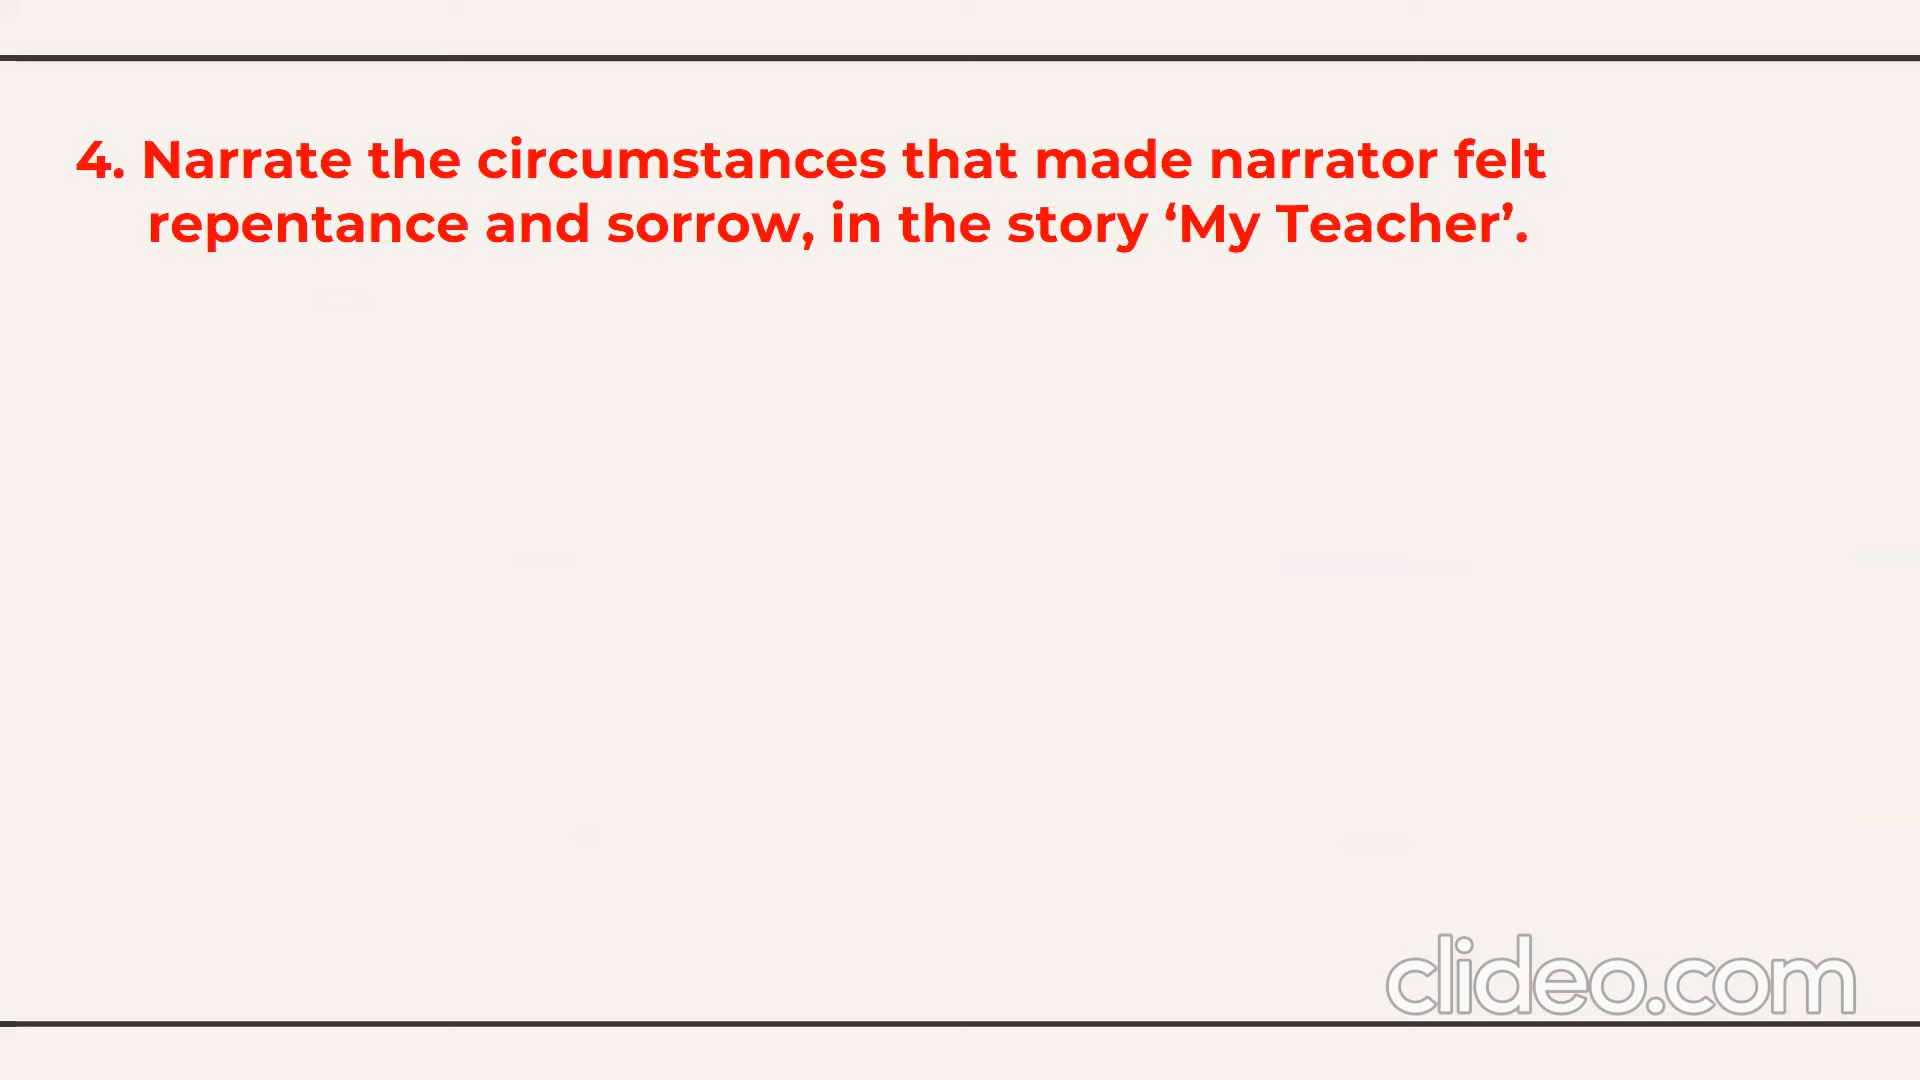 4. Narrate the circumstances that made narrator felt
repentance and sorrow, in the story ‘My Teacher’.
clideo.com